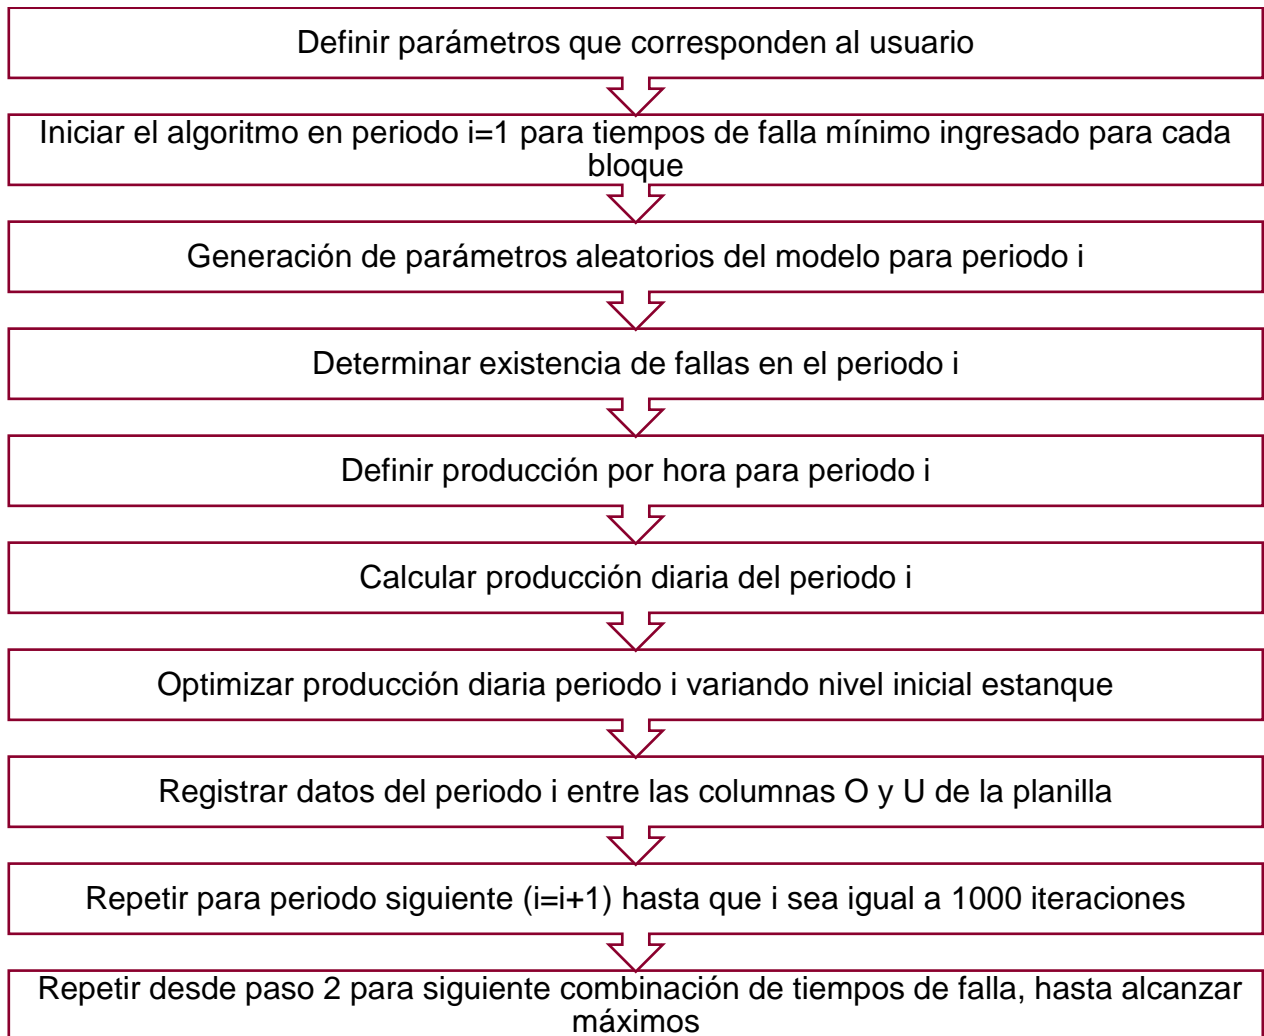 Definir parámetros que corresponden al usuario
Iniciar el algoritmo en periodo i=1 para tiempos de falla mínimo ingresado para cada
bloque
Generación de parámetros aleatorios del modelo para periodo i
Determinar existencia de fallas en el periodo i
Definir producción por hora para periodo i
Calcular producción diaria del periodo i
Optimizar producción diaria periodo i variando nivel inicial estanque
Registrar datos del periodo i entre las columnas O y U de la planilla
Repetir para periodo siguiente (i=i+1) hasta que i sea igual a 1000 iteraciones
Repetir desde paso 2 para siguiente combinación de tiempos de falla, hasta alcanzar
máximos